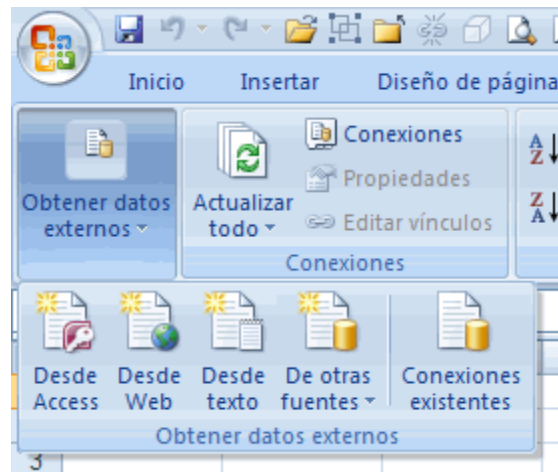 Inicio Insertar Diseño de página
Obtener datos
externos
Actualizar
todo
Conexiones
Propiedades
Editar vínculos
Conexiones
A
Z
Z
A
Desde
Access
Desde
Web
Desde
texto
De otras
fuentes
Conexiones
existentes
Obtener datos externos
3